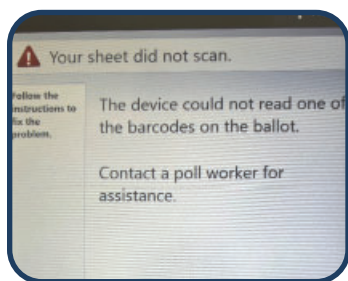 Your sheet did not scan.
Follow the
instructions to
fix the
problem.
The device could not read one of
the barcodes on the ballot.
Contact a poll worker for
assistance.